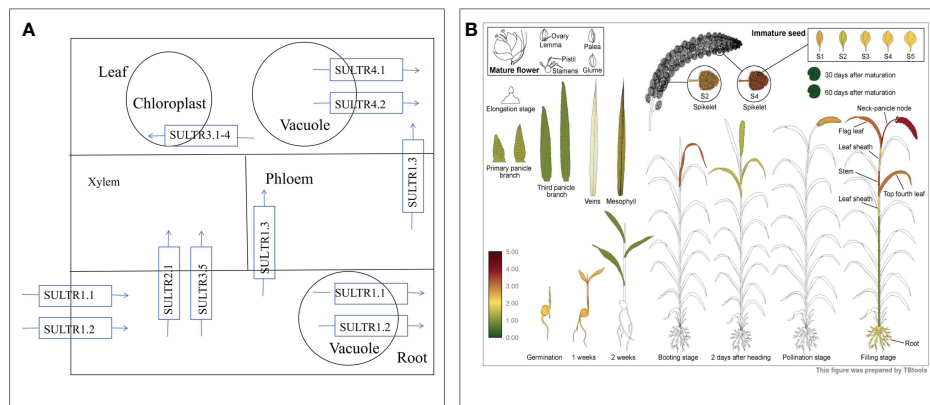 A
Leaf
Chloroplast
SULTR3.1-4
SULTR4.1
SULTR4.2
Vacuole
SULTR1.3
Xylem
Phloem
SULTR1.3
SULTR2.1
SULTR3.5
SULTR1.1
SULTR1.2
SULTR1.1
SULTR1.2
Vacuole
Root
B
Mature flower
Ovary
Lemma
Palea
Pistil
Stamens
Glume
Elongation stage
Primary panicle
branch
Third panicle
branch
Veins
Mesophyll
S2
Spikelet
S4
Spikelet
Immature seed
S1
S2
S3
S4
S5
30 days after maturation
60 days after maturation
Neck-panicle node
Flag leaf
Leaf sheath
Stem
Top fourth leaf
Leaf sheath
Root
5.00
4.00
3.00
2.00
1.00
0.00
Germination
1 weeks
2 weeks
Booting stage
2 days after heading
Pollination stage
Filling stage
This figure was prepared by TBtools